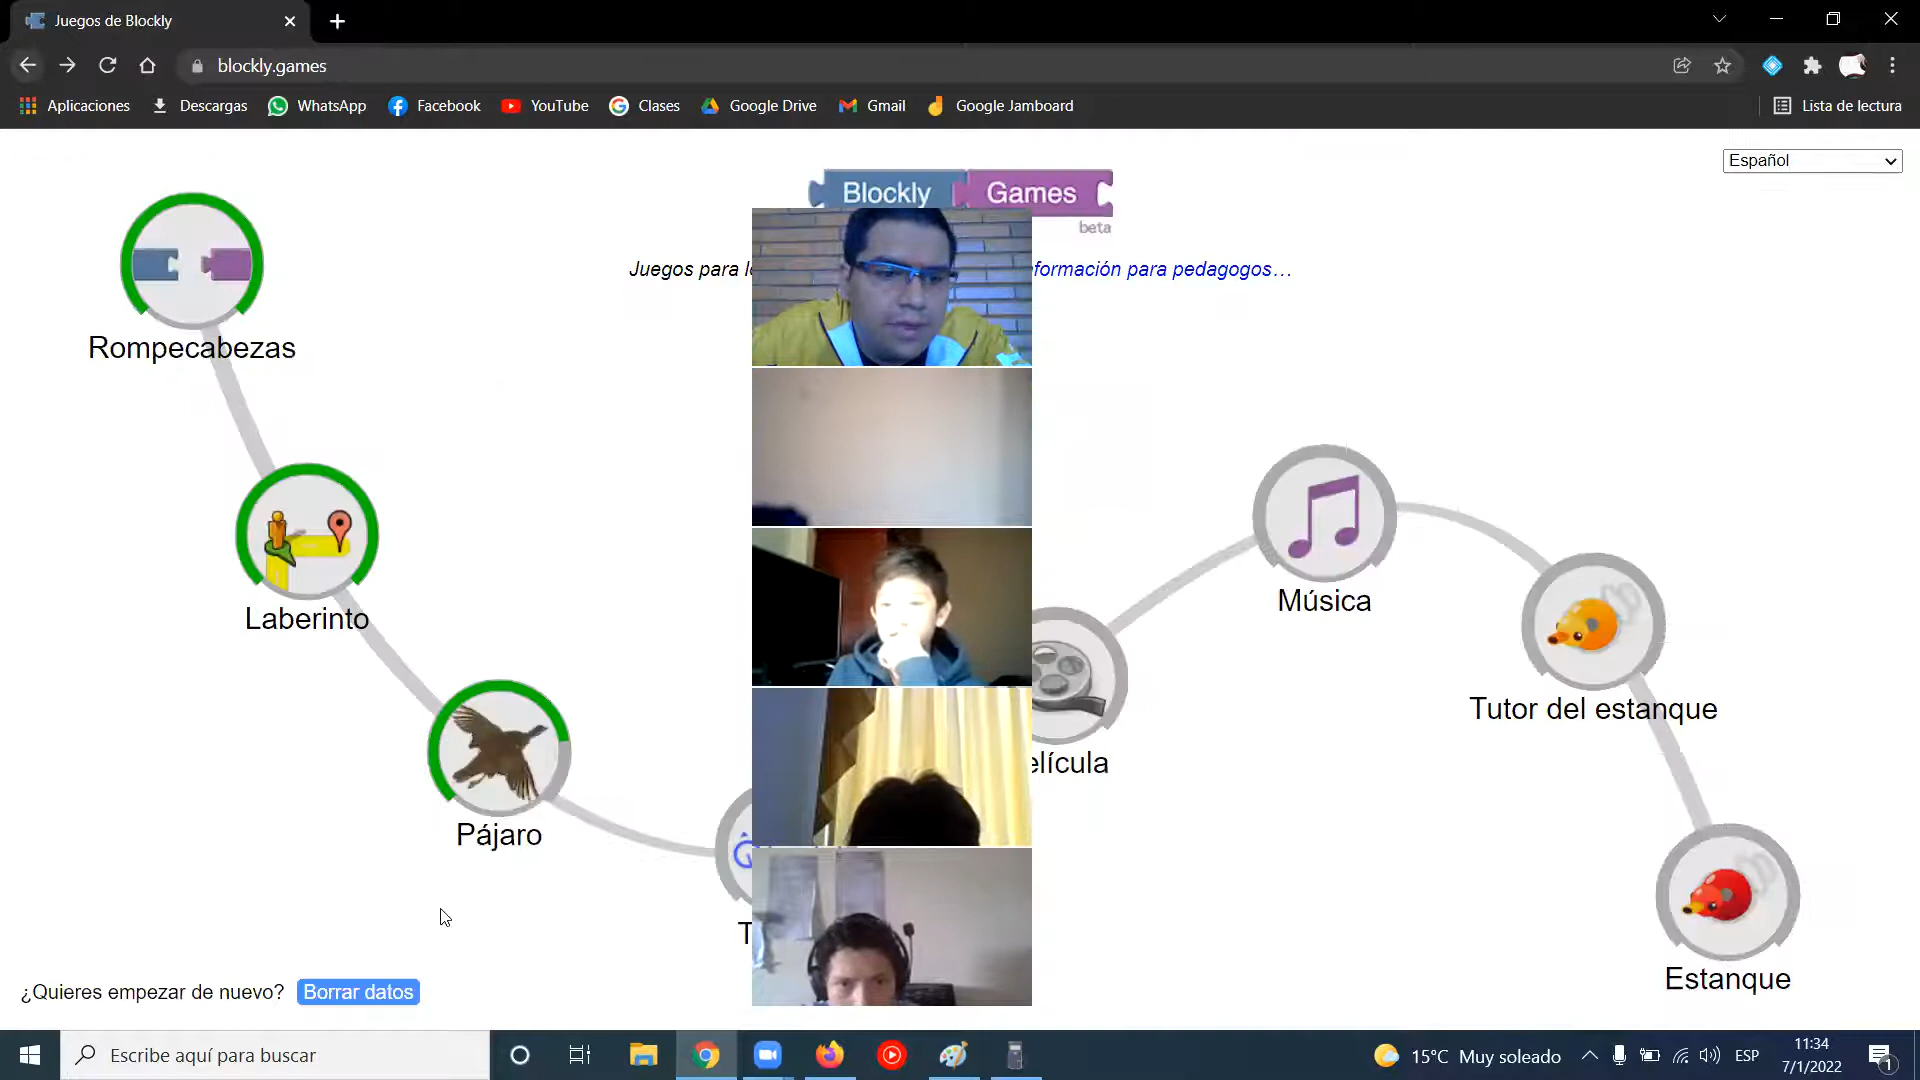 Juegos de Blockly
blockly.games
Aplicaciones
Descargas
WhatsApp
Facebook
YouTube
Clases
Google Drive
Gmail
Google Jamboard
Lista de lectura
Español
Blockly Games
beta
Juegos para
formación para pedagogos…
Rompecabezas
Laberinto
Pájaro
T
elícula
Música
Tutor del estanque
Estanque
¿Quieres empezar de nuevo? Borrar datos
Escribe aquí para buscar
15°C Muy soleado
ESP
11:34
7/1/2022
1